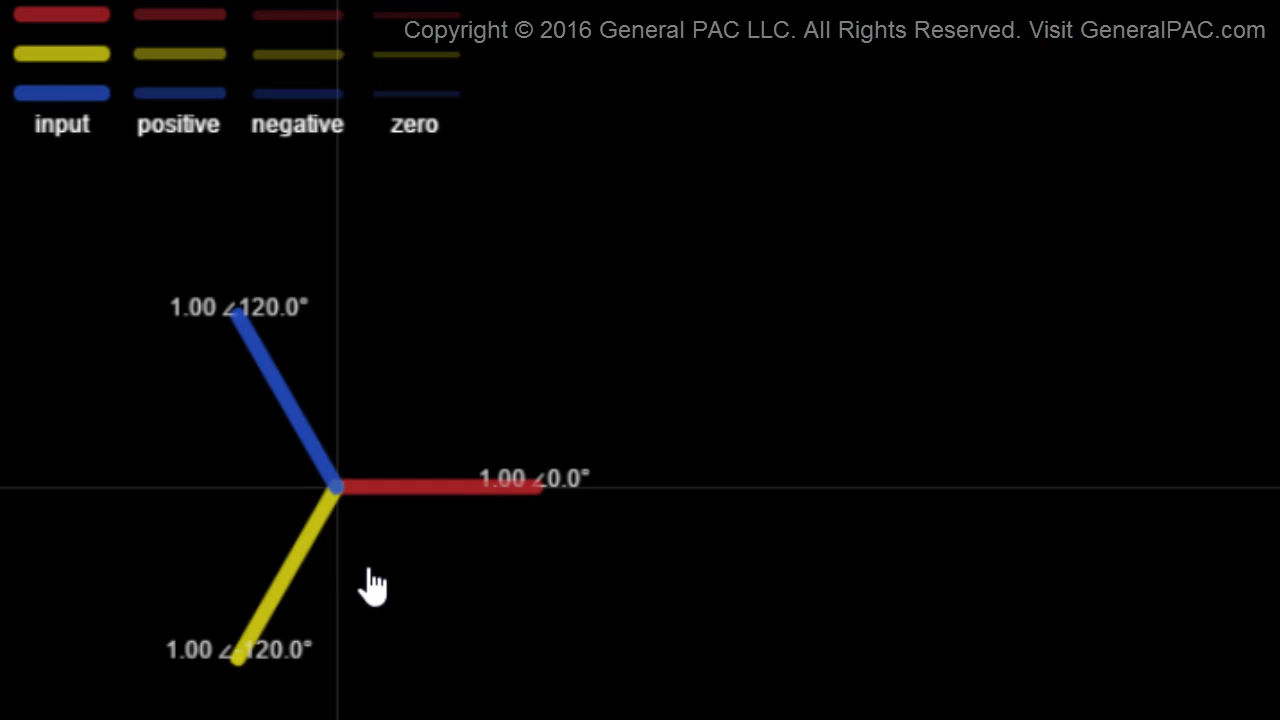 Copyright © 2016 General PAC LLC. All Rights Reserved. Visit GeneralPAC.com
input positive negative zero
1.00 ∠120.0°
1.00 ∠0.0°
1.00 ∠-120.0°